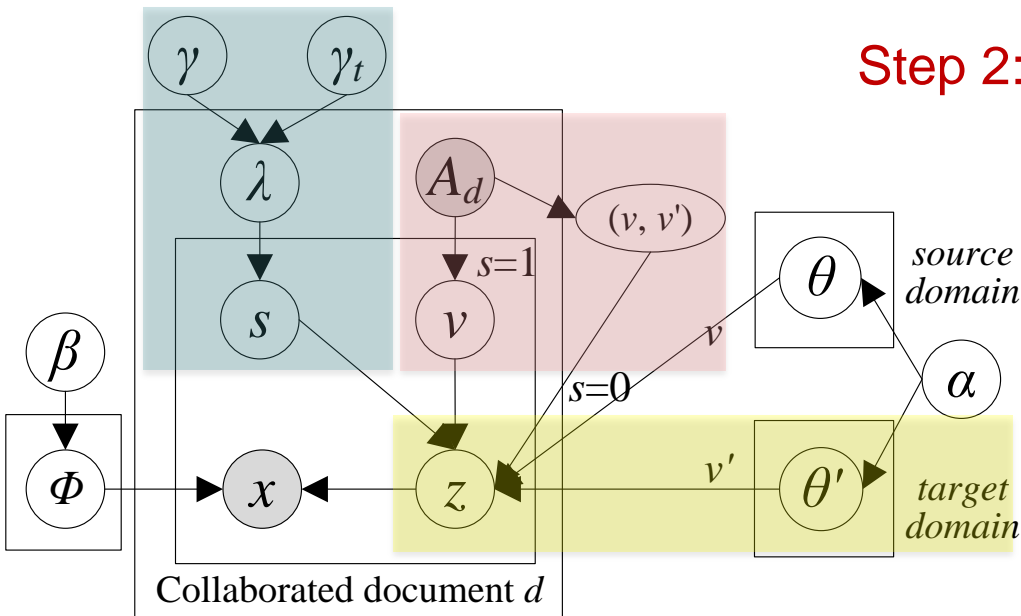 Step 2:
γ
γt
λ
Ad
(v, v')
s=1
s
v
θ
source
domain
v
β
s=0
α
Φ
x
z
v'
θ'
target
domain
Collaborated document d